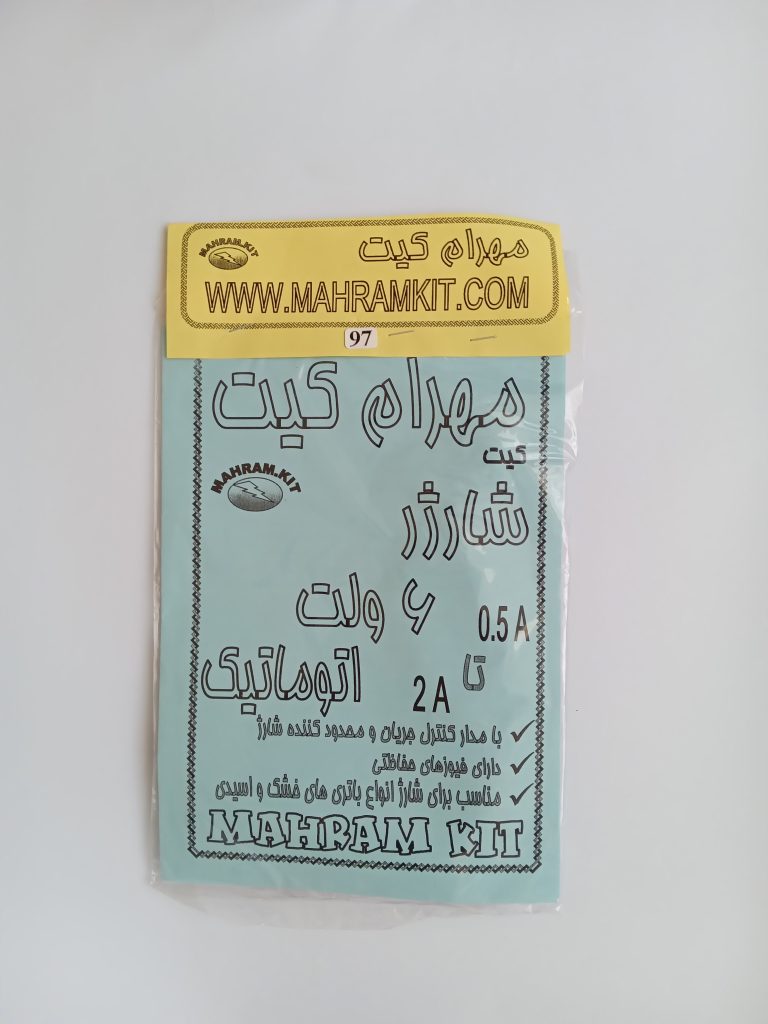 مهرام کیت
MAHRAM.KIT
WWW.MAHRAMKIT.COM
97
مهرام کیت
کیت
MAHRAM.KIT
شارژر
۶ ولت
0.5 A
تا
2 A
اتوماتیک
✓ با مدار کنترل جریان و محدود کننده شارژ
✓ دارای فیوزهای حفاظتی
✓ مناسب برای شارژ انواع باتری های خشک و اسیدی
MAHRAM KIT